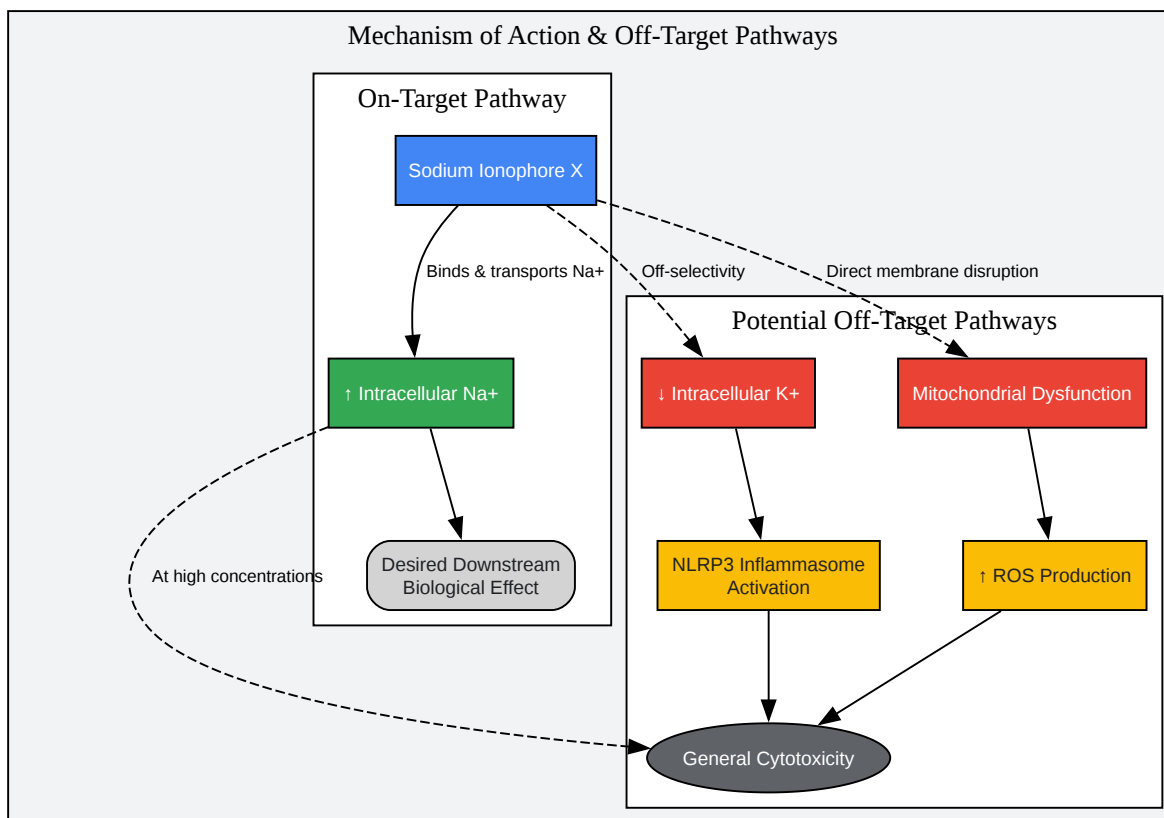 Mechanism of Action & Off-Target Pathways
On-Target Pathway
Sodium Ionophore X
Binds & transports Na+
Off-selectivity
Direct membrane disruption
Potential Off-Target Pathways
↑ Intracellular Na+
↓ Intracellular K+
Mitochondrial Dysfunction
At high concentrations
Desired Downstream
Biological Effect
NLRP3 Inflammasome
Activation
↑ ROS Production
General Cytotoxicity